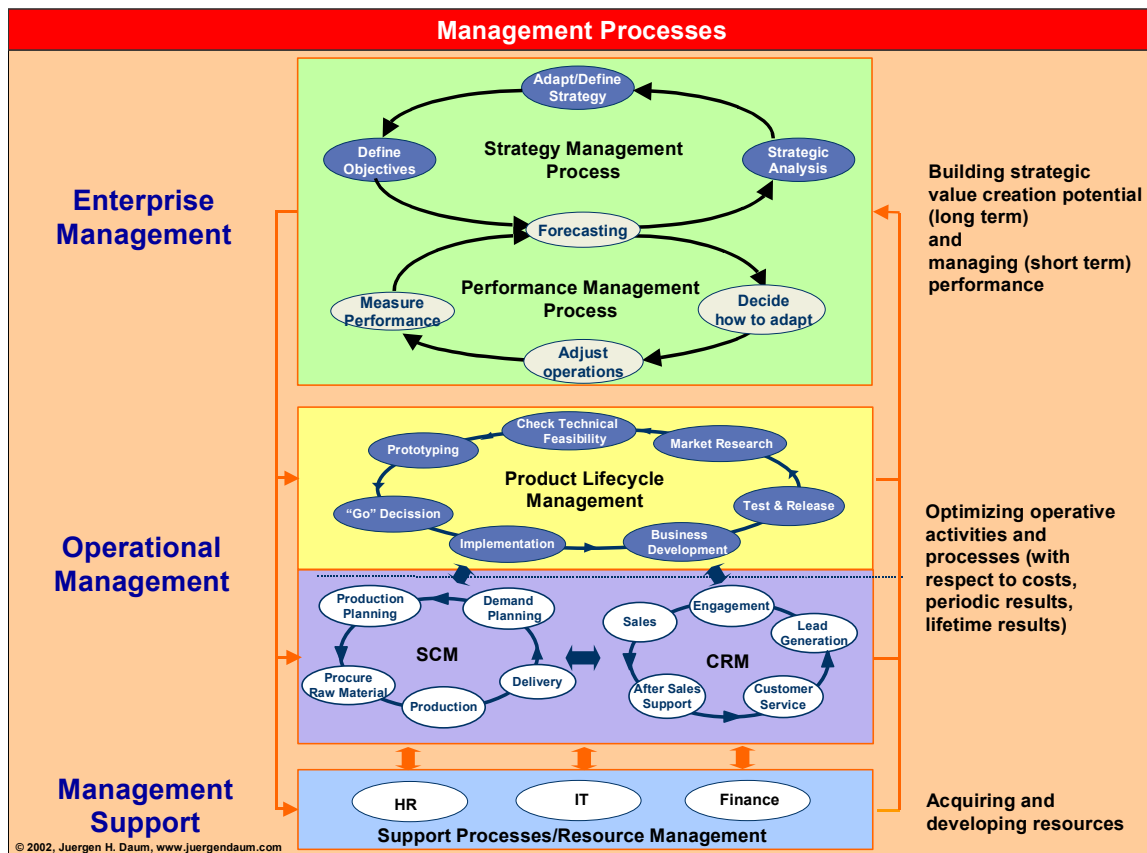 Management Processes
Enterprise
Management
Adapt/Define
Strategy
Define
Objectives
Strategy Management
Process
Strategic
Analysis
Forecasting
Performance Management
Process
Measure
Performance
Decide
how to adapt
Adjust
operations
Building strategic
value creation potential
(long term)
and
managing (short term)
performance
Operational
Management
Check Technical
Feasibility
Prototyping
Market Research
Product Lifecycle
Management
"Go" Decission
Test & Release
Implementation
Business
Development
Production
Planning
Demand
Planning
SCM
Procure
Raw Material
Production
Delivery
Engagement
Sales
Lead
Generation
CRM
After Sales
Support
Customer
Service
Optimizing operative
activities and
processes (with
respect to costs,
periodic results,
lifetime results)
Management
Support
HR
IT
Finance
Support Processes/Resource Management
Acquiring and
developing resources
© 2002, Juergen H. Daum, www.juergendaum.com